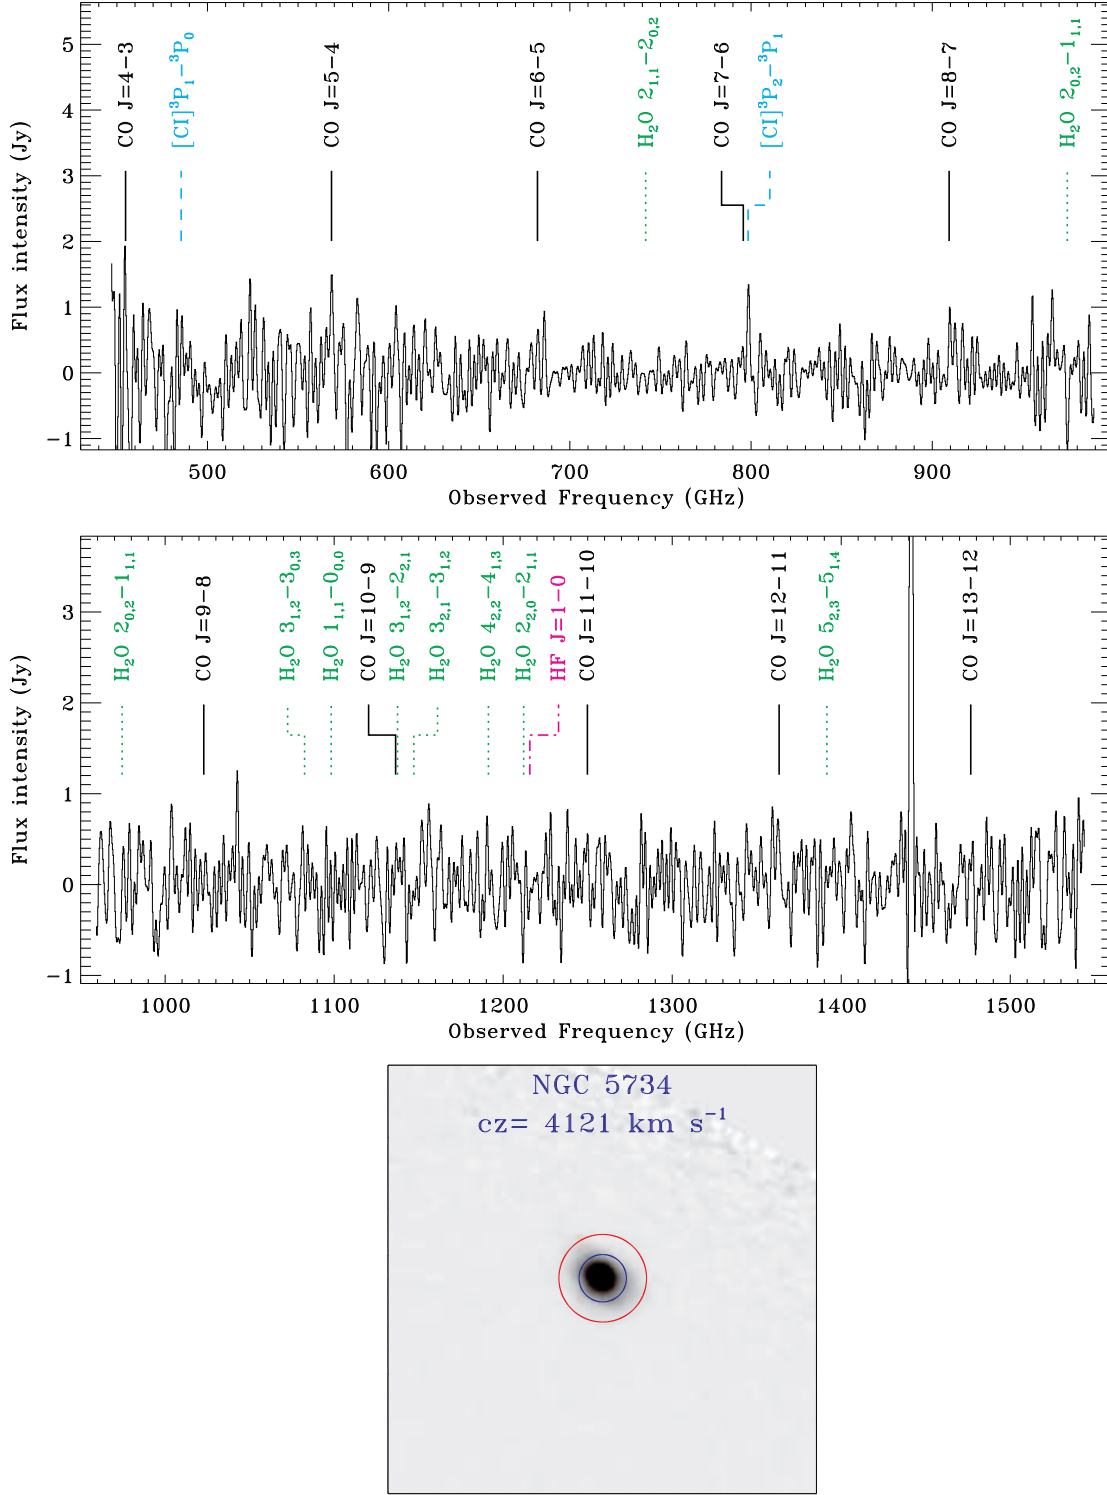 Flux intensity (Jy)
5
4
3
2
1
0
−1
CO J=4−3
[CI]³P₁−³P₀
CO J=5−4
CO J=6−5
H₂O 2₁,₁−2₀,₂
CO J=7−6
[CI]³P₂−³P₁
CO J=8−7
H₂O 2₀,₂−1₁,₁
500 600 700 800 900
Observed Frequency (GHz)
Flux intensity (Jy)
3
2
1
0
−1
H₂O 2₀,₂−1₁,₁
CO J=9−8
H₂O 3₁,₂−3₀,₃
H₂O 1₁,₁−0₀,₀
CO J=10−9
H₂O 3₁,₂−2₂,₁
H₂O 3₂,₁−3₁,₂
H₂O 4₂,₂−4₁,₃
H₂O 2₂,₀−2₁,₁
HF J=1−0
CO J=11−10
CO J=12−11
H₂O 5₂,₃−5₁,₄
CO J=13−12
1000 1100 1200 1300 1400 1500
Observed Frequency (GHz)
NGC 5734
cz= 4121 km s⁻¹